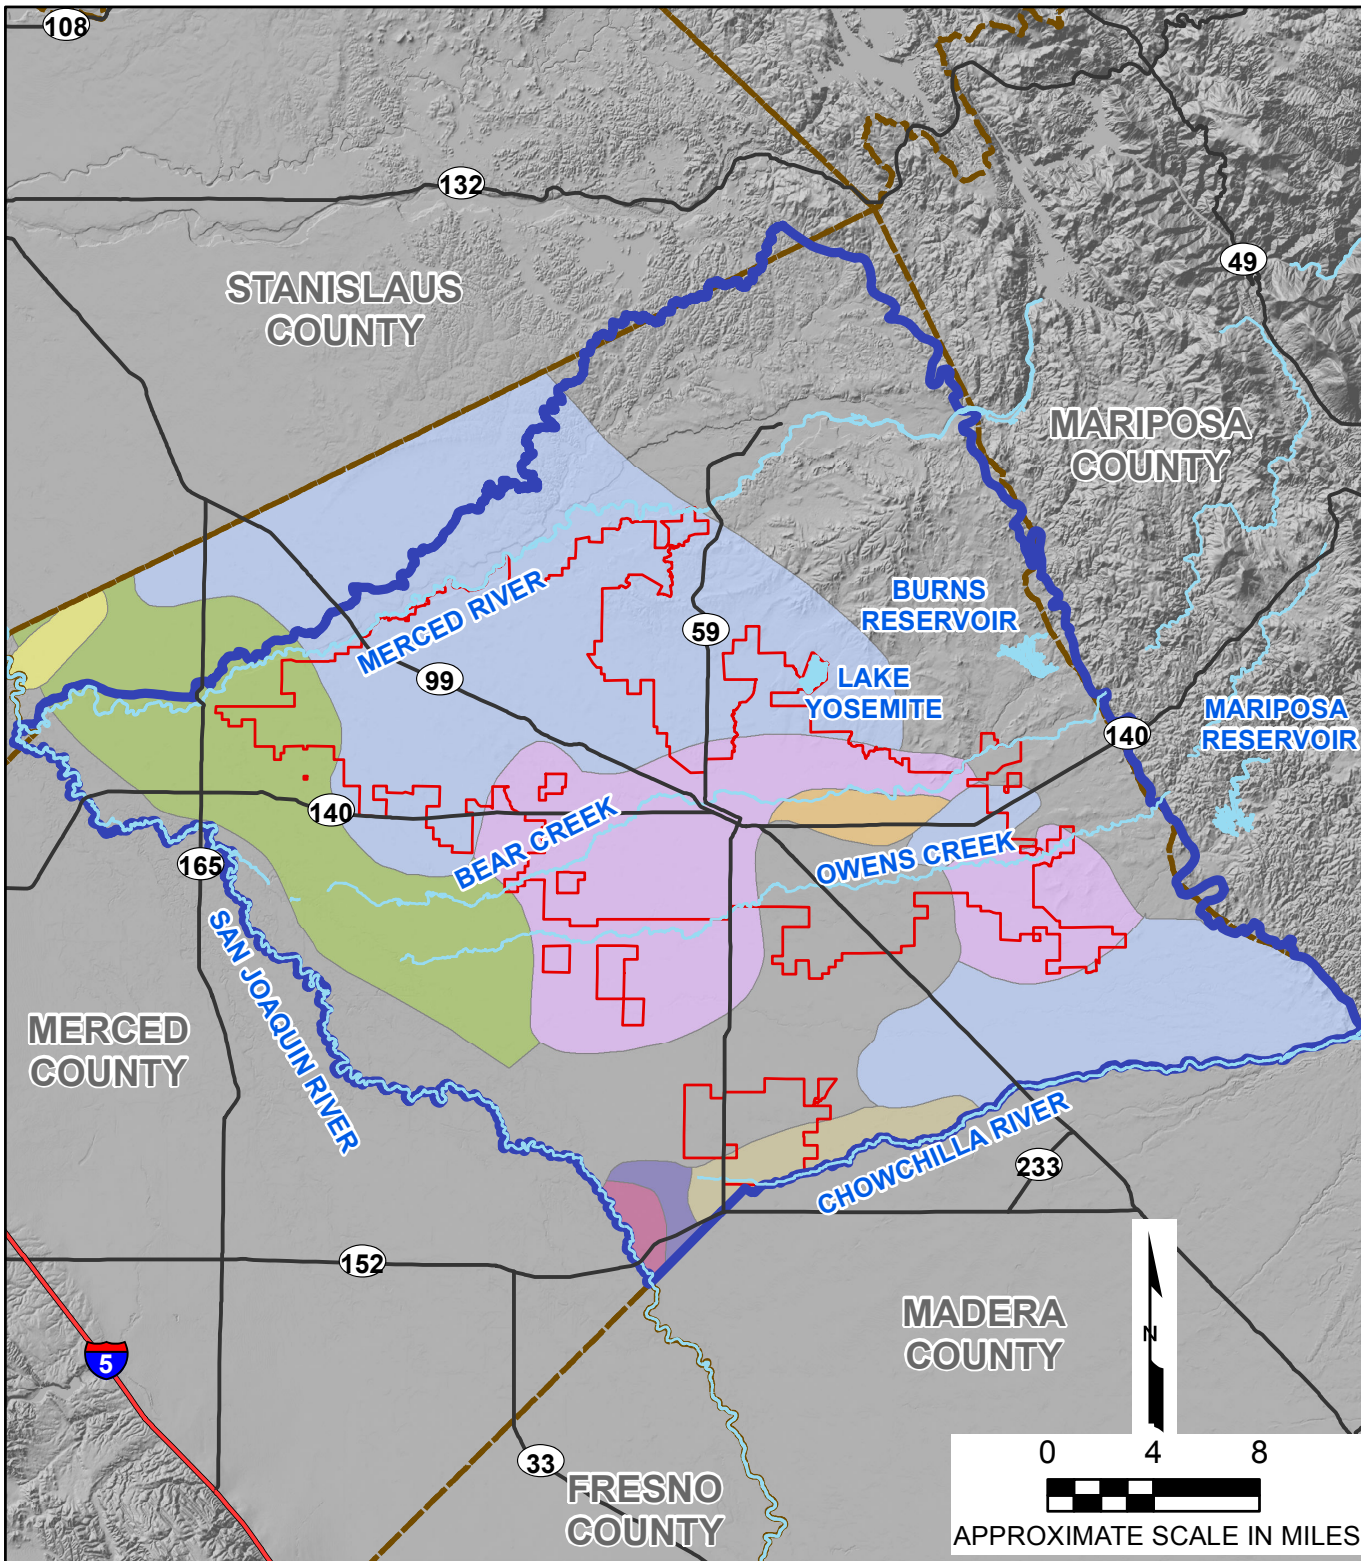 108
132
49
STANISLAUS
COUNTY
MARIPOSA
COUNTY
BURNS
RESERVOIR
MERCED RIVER
59
99
LAKE
YOSEMITE
MARIPOSA
RESERVOIR
140
140
BEAR CREEK
OWENS CREEK
165
SAN JOAQUIN RIVER
MERCED
COUNTY
CHOWCHILLA RIVER
233
152
MADERA
COUNTY
N
5
33
FRESNO
COUNTY
0 4 8
APPROXIMATE SCALE IN MILES